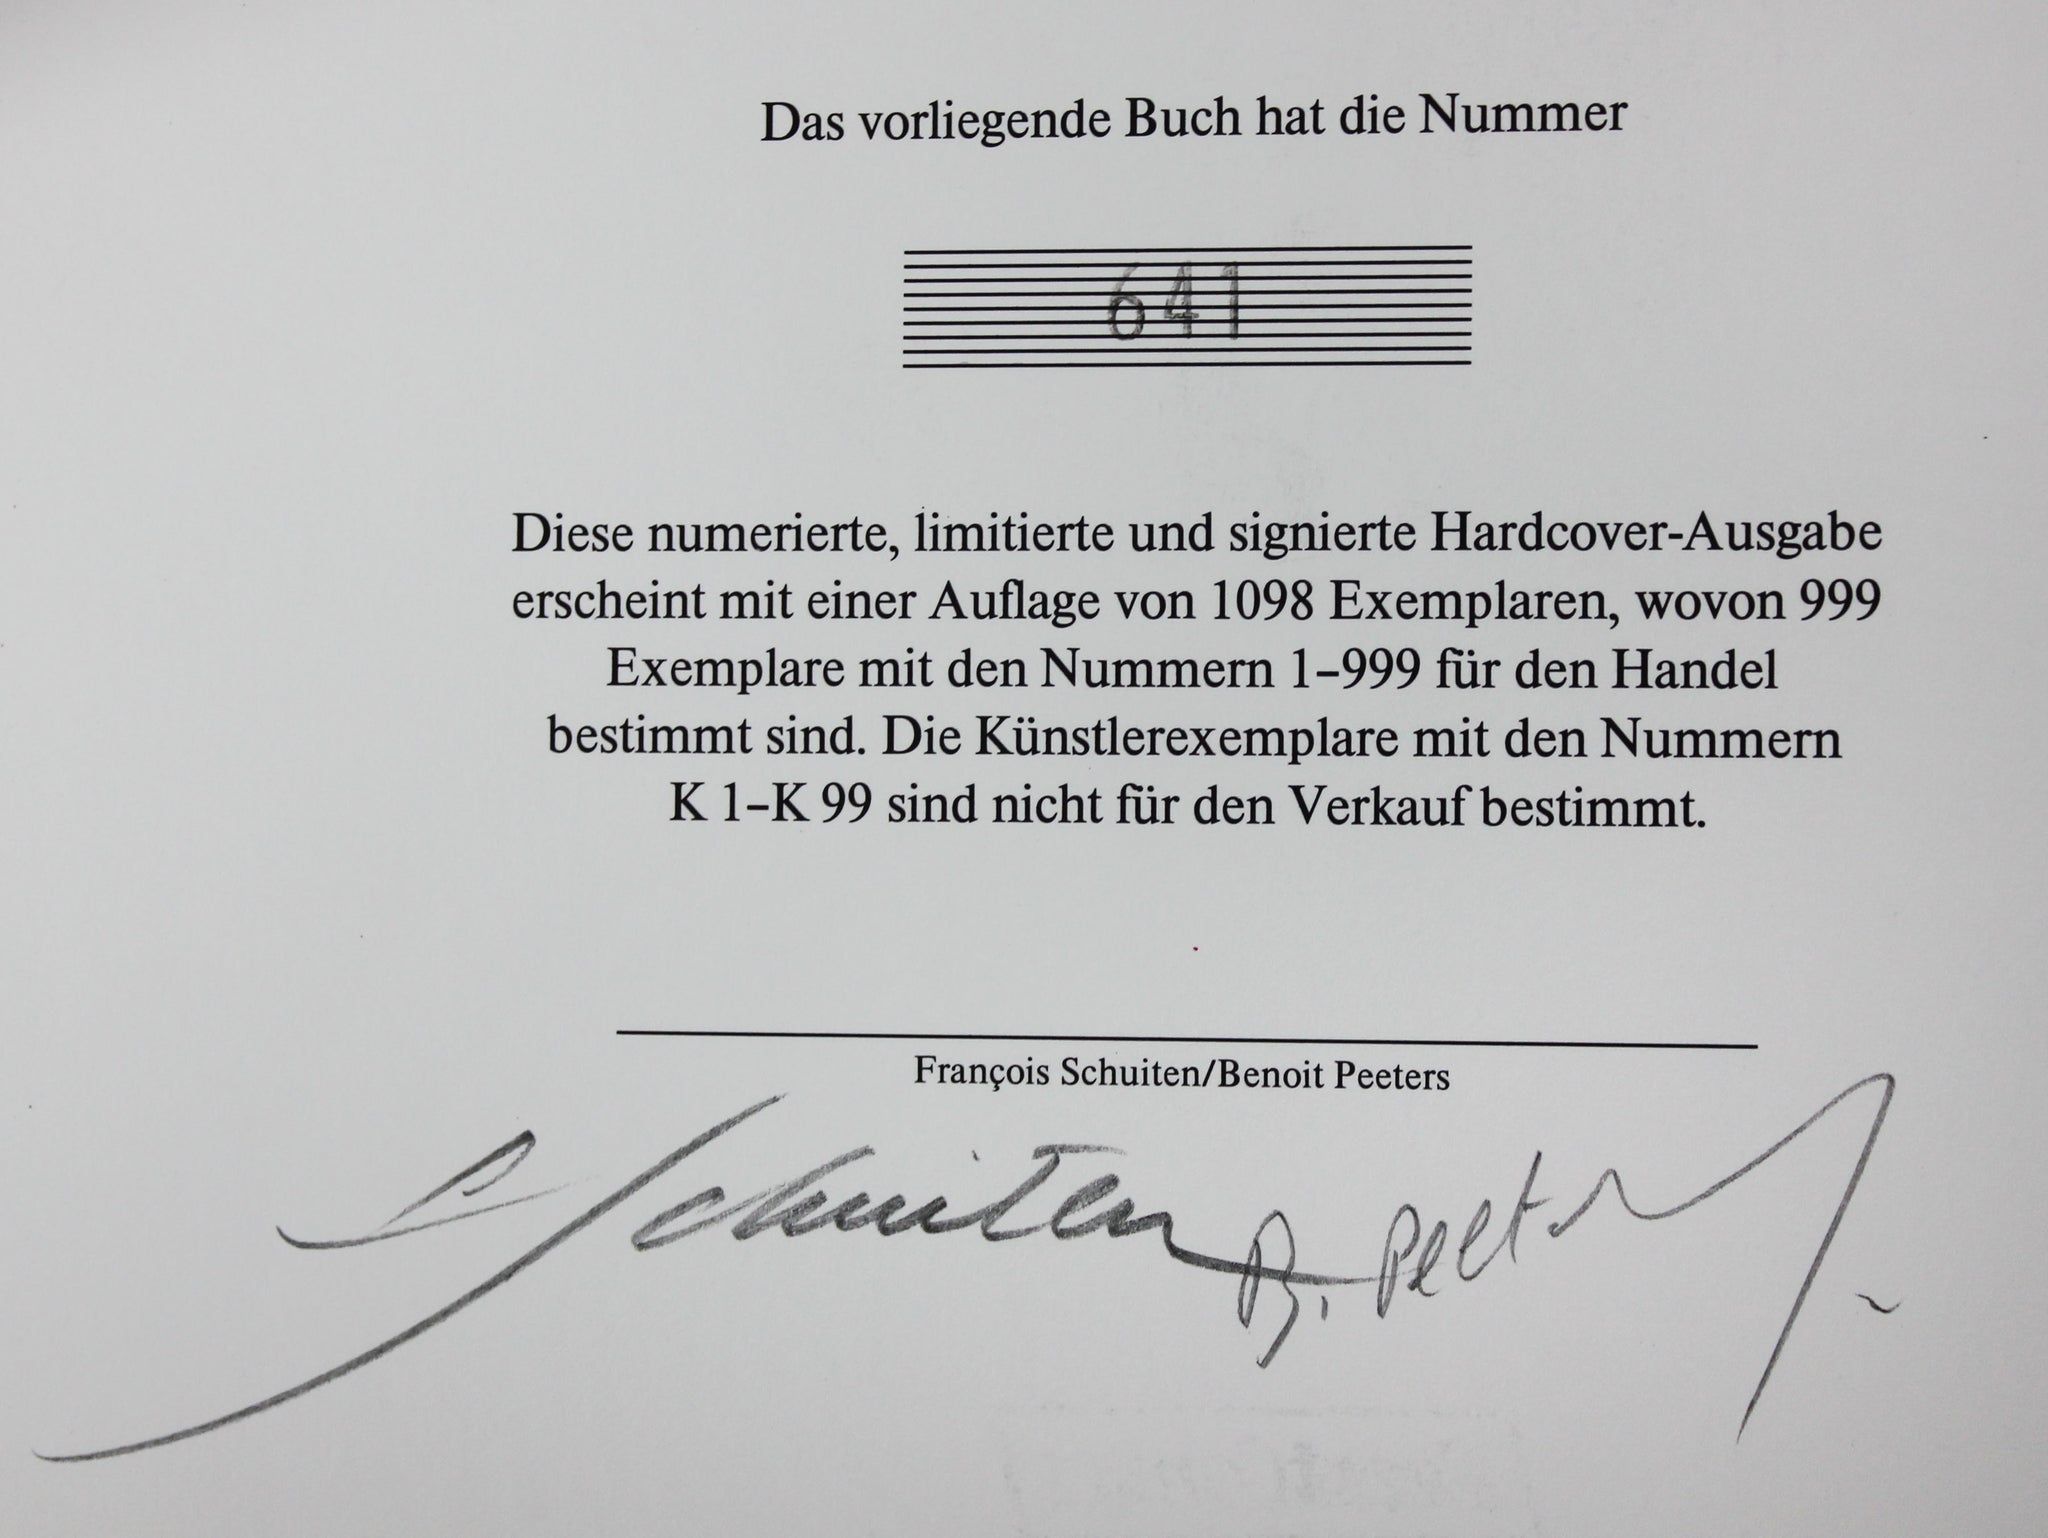 Das vorliegende Buch hat die Nummer
641
Diese numerierte, limitierte und signierte Hardcover-Ausgabe
erscheint mit einer Auflage von 1098 Exemplaren, wovon 999
Exemplare mit den Nummern 1–999 für den Handel
bestimmt sind. Die Künstlerexemplare mit den Nummern
K 1–K 99 sind nicht für den Verkauf bestimmt.
François Schuiten/Benoit Peeters
Schuiten B. Peeters